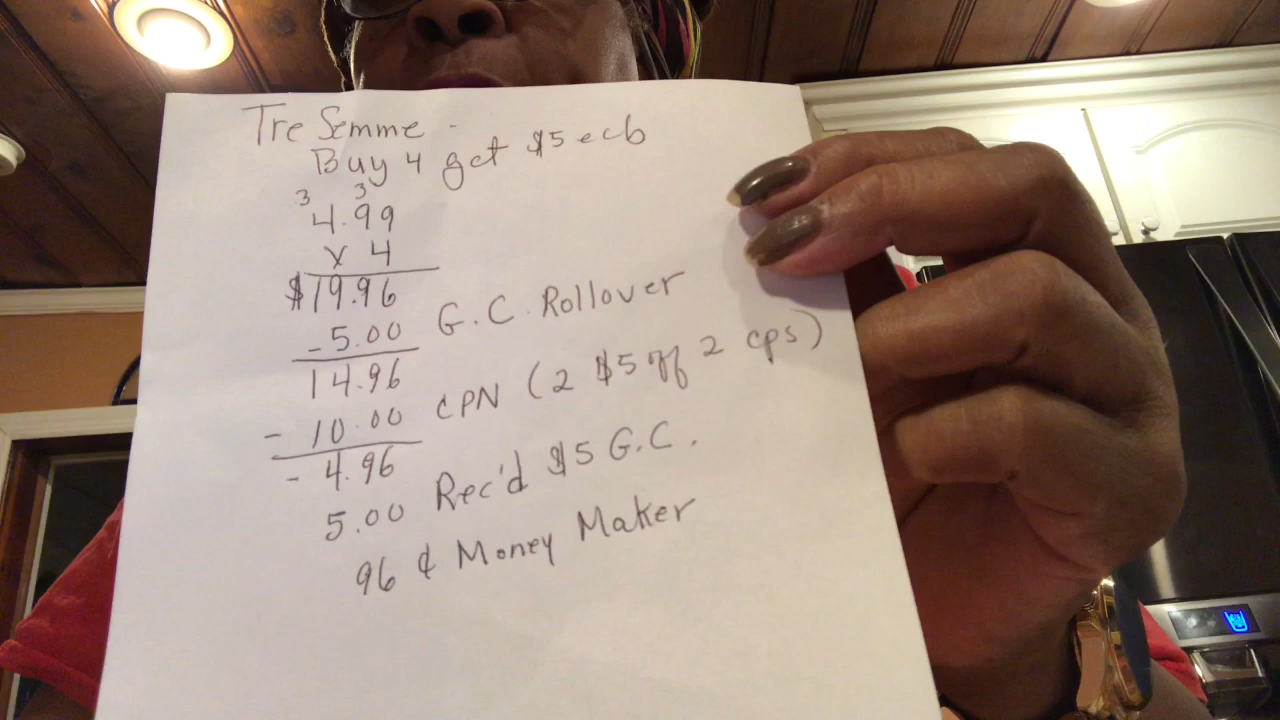 Tre Semme -
Buy 4 get $5 ecb
3 3
4.99
x 4
$19.96
-5.00 G.C. Rollover
14.96
- 10.00 CPN (2 $5 off 2 cps)
- 4.96
5.00 Rec'd $5 G.C.
96 ¢ Money Maker